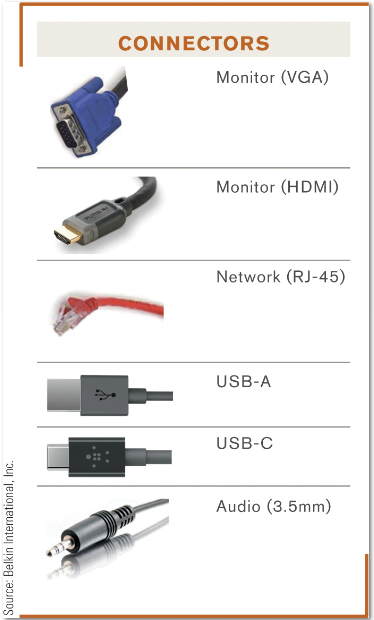 CONNECTORS
Monitor (VGA)
Monitor (HDMI)
Network (RJ-45)
USB-A
USB-C
Audio (3.5mm)
Source: Belkin International, Inc.